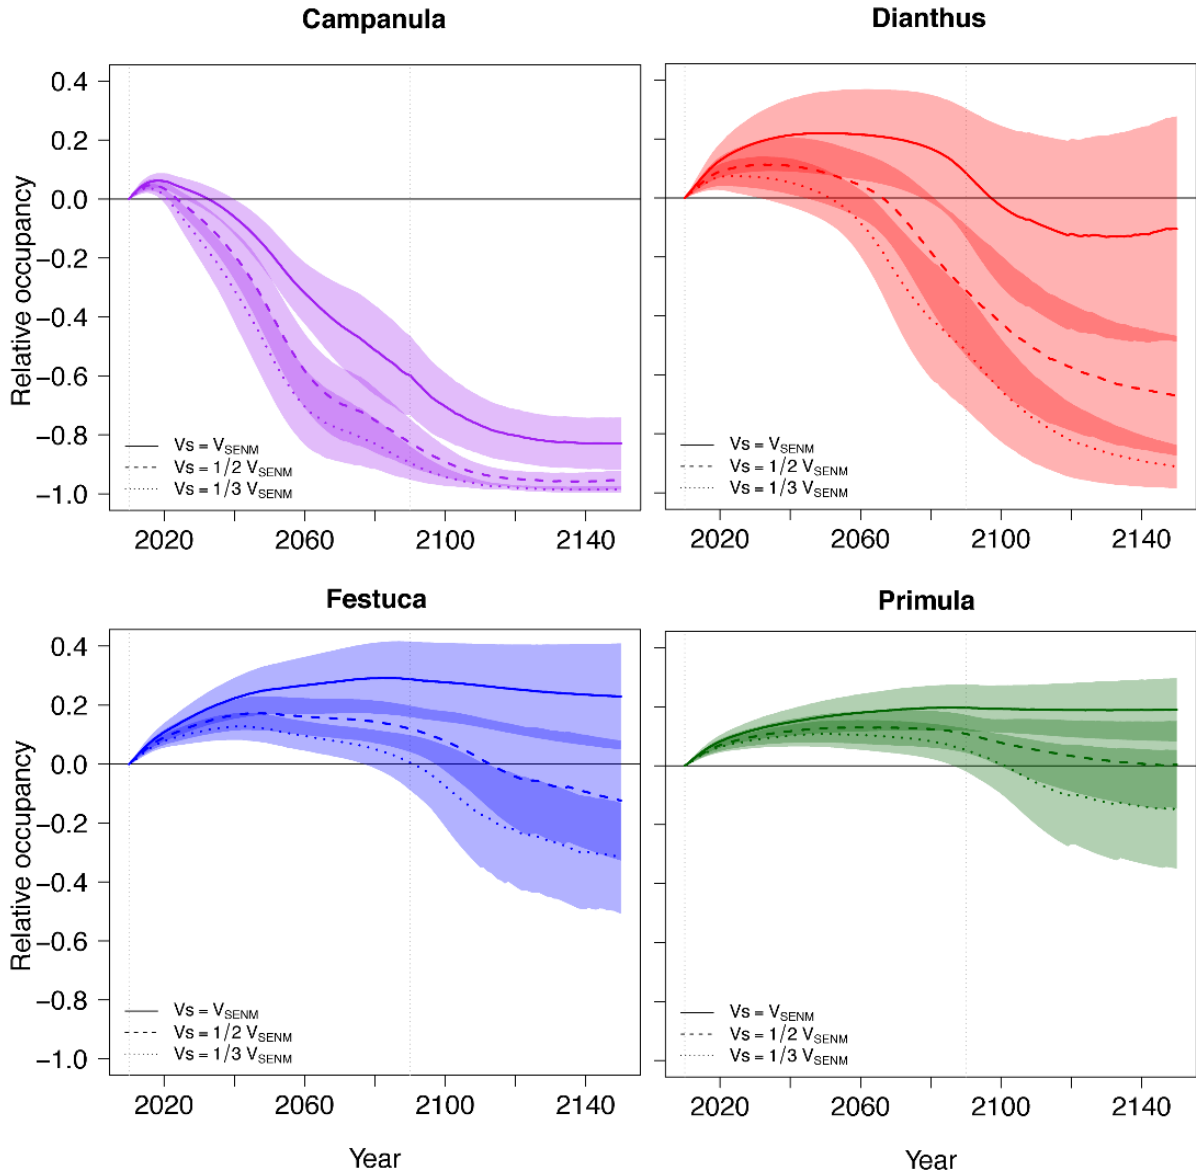 Campanula
Dianthus
Relative occupancy
0.4
0.2
0.0
−0.2
−0.4
−0.6
−0.8
−1.0
Vs = VSENM
Vs = 1/2 VSENM
Vs = 1/3 VSENM
2020 2060 2100 2140
Vs = VSENM
Vs = 1/2 VSENM
Vs = 1/3 VSENM
2020 2060 2100 2140
Festuca
Primula
Relative occupancy
0.4
0.2
0.0
−0.2
−0.4
−0.6
−0.8
−1.0
Vs = VSENM
Vs = 1/2 VSENM
Vs = 1/3 VSENM
2020 2060 2100 2140
Year
Vs = VSENM
Vs = 1/2 VSENM
Vs = 1/3 VSENM
2020 2060 2100 2140
Year